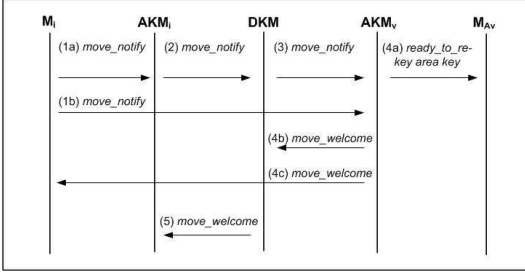 Mi AKMi DKM AKMv MAv
(1a) move_notify (2) move_notify (3) move_notify (4a) ready_to_re-
key area key
(1b) move_notify
(4b) move_welcome
(4c) move_welcome
(5) move_welcome